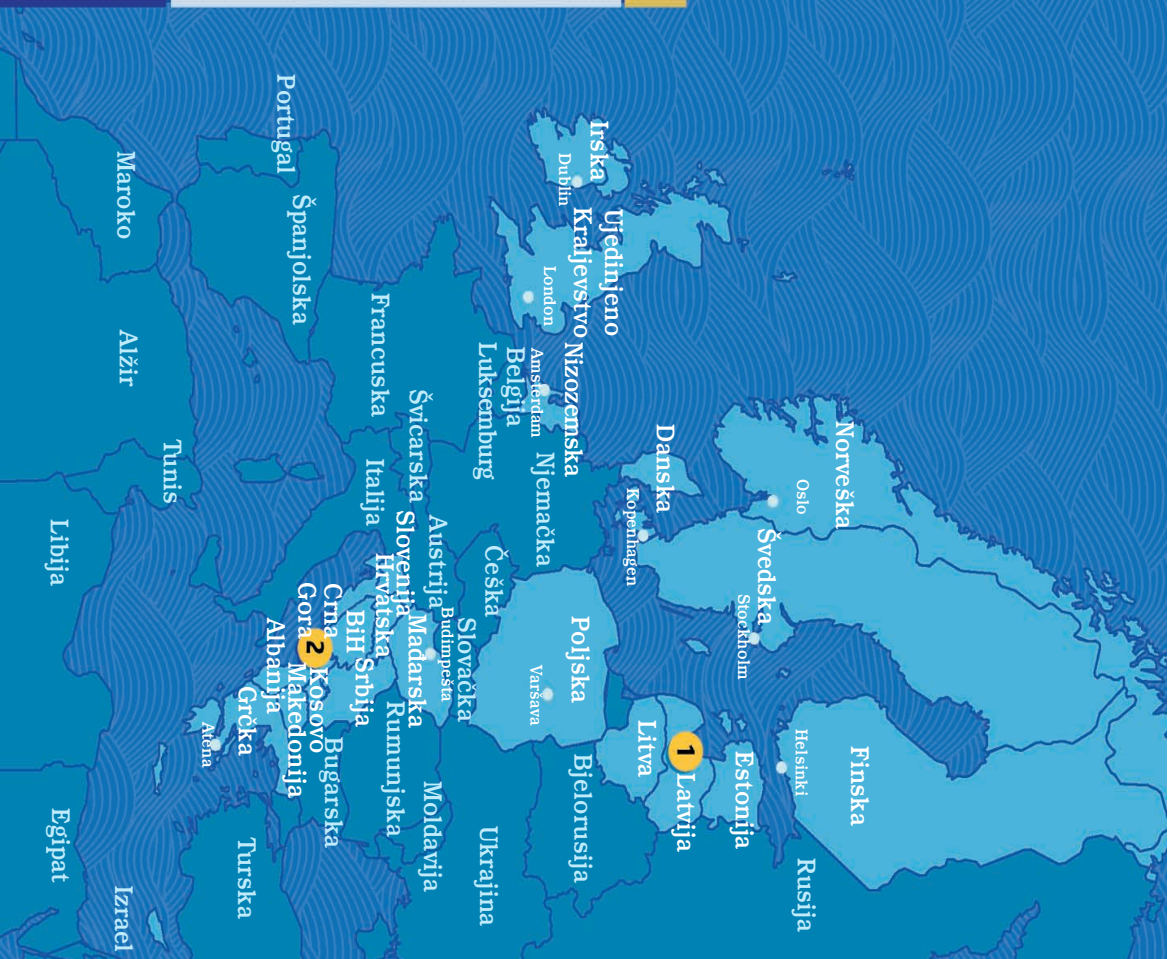 Norveška
Oslo
Finska
Helsinki
Rusija
Švedska
Stockholm
Estonija
1
Latvija
Danska
Kopenhagen
Litva
Irska
Dublin
Ujedinjeno
Kraljevstvo
London
Nizozemska
Amsterdam
Poljska
Varšava
Bjelorusija
Njemačka
Belgija
Luksemburg
Češka
Slovačka
Ukrajina
Austrija
Budimpešta
Mađarska
Moldavija
Švicarska
Slovenija
Hrvatska
Rumunjska
Francuska
Italija
BiH
Srbija
Crna
Gora
2
Kosovo
Bugarska
Makedonija
Albanija
Grčka
Atena
Turska
Portugal
Španjolska
Maroko
Alžir
Tunis
Libija
Egipat
Izrael